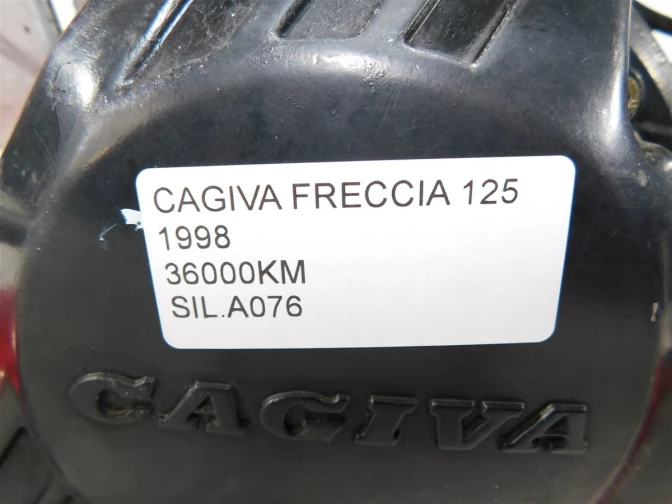 CAGIVA FRECCIA 125
1998
36000KM
SIL.A076
CAGIVA